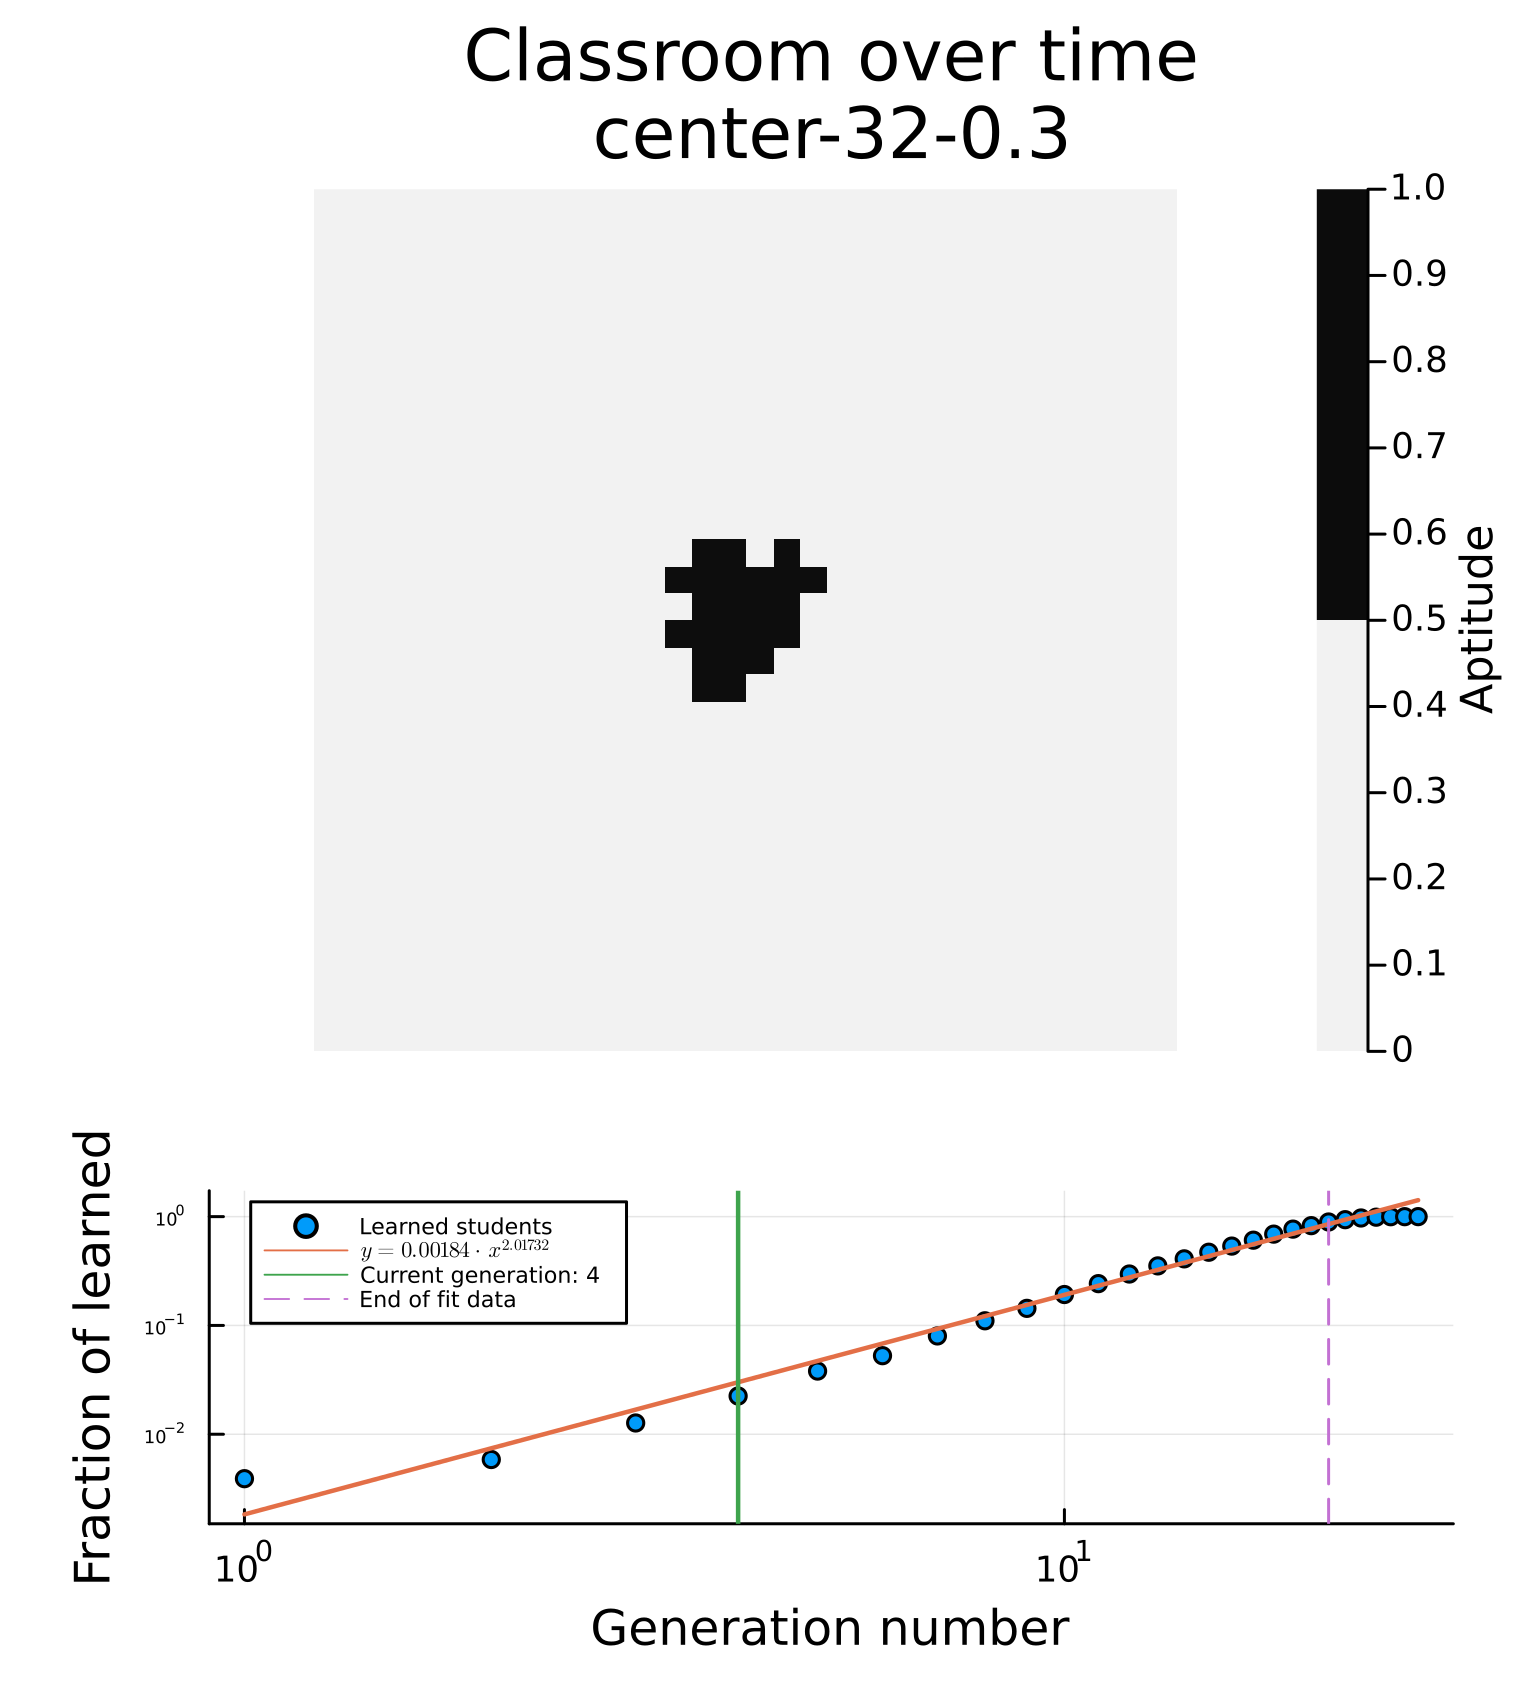 Classroom over time
center-32-0.3
1.0
0.9
0.8
0.7
0.6
0.5
0.4
0.3
0.2
0.1
0
Aptitude
Fraction of learned
10⁰
10⁻¹
10⁻²
Learned students
y = 0.00184 · x^2.01732
Current generation: 4
End of fit data
10⁰
10¹
Generation number